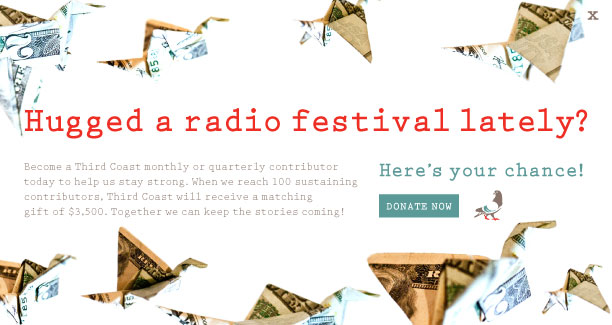 x
Hugged a radio festival lately?
Become a Third Coast monthly or quarterly contributor
today to help us stay strong. When we reach 100 sustaining
contributors, Third Coast will receive a matching
gift of $3,500. Together we can keep the stories coming!
Here's your chance!
DONATE NOW